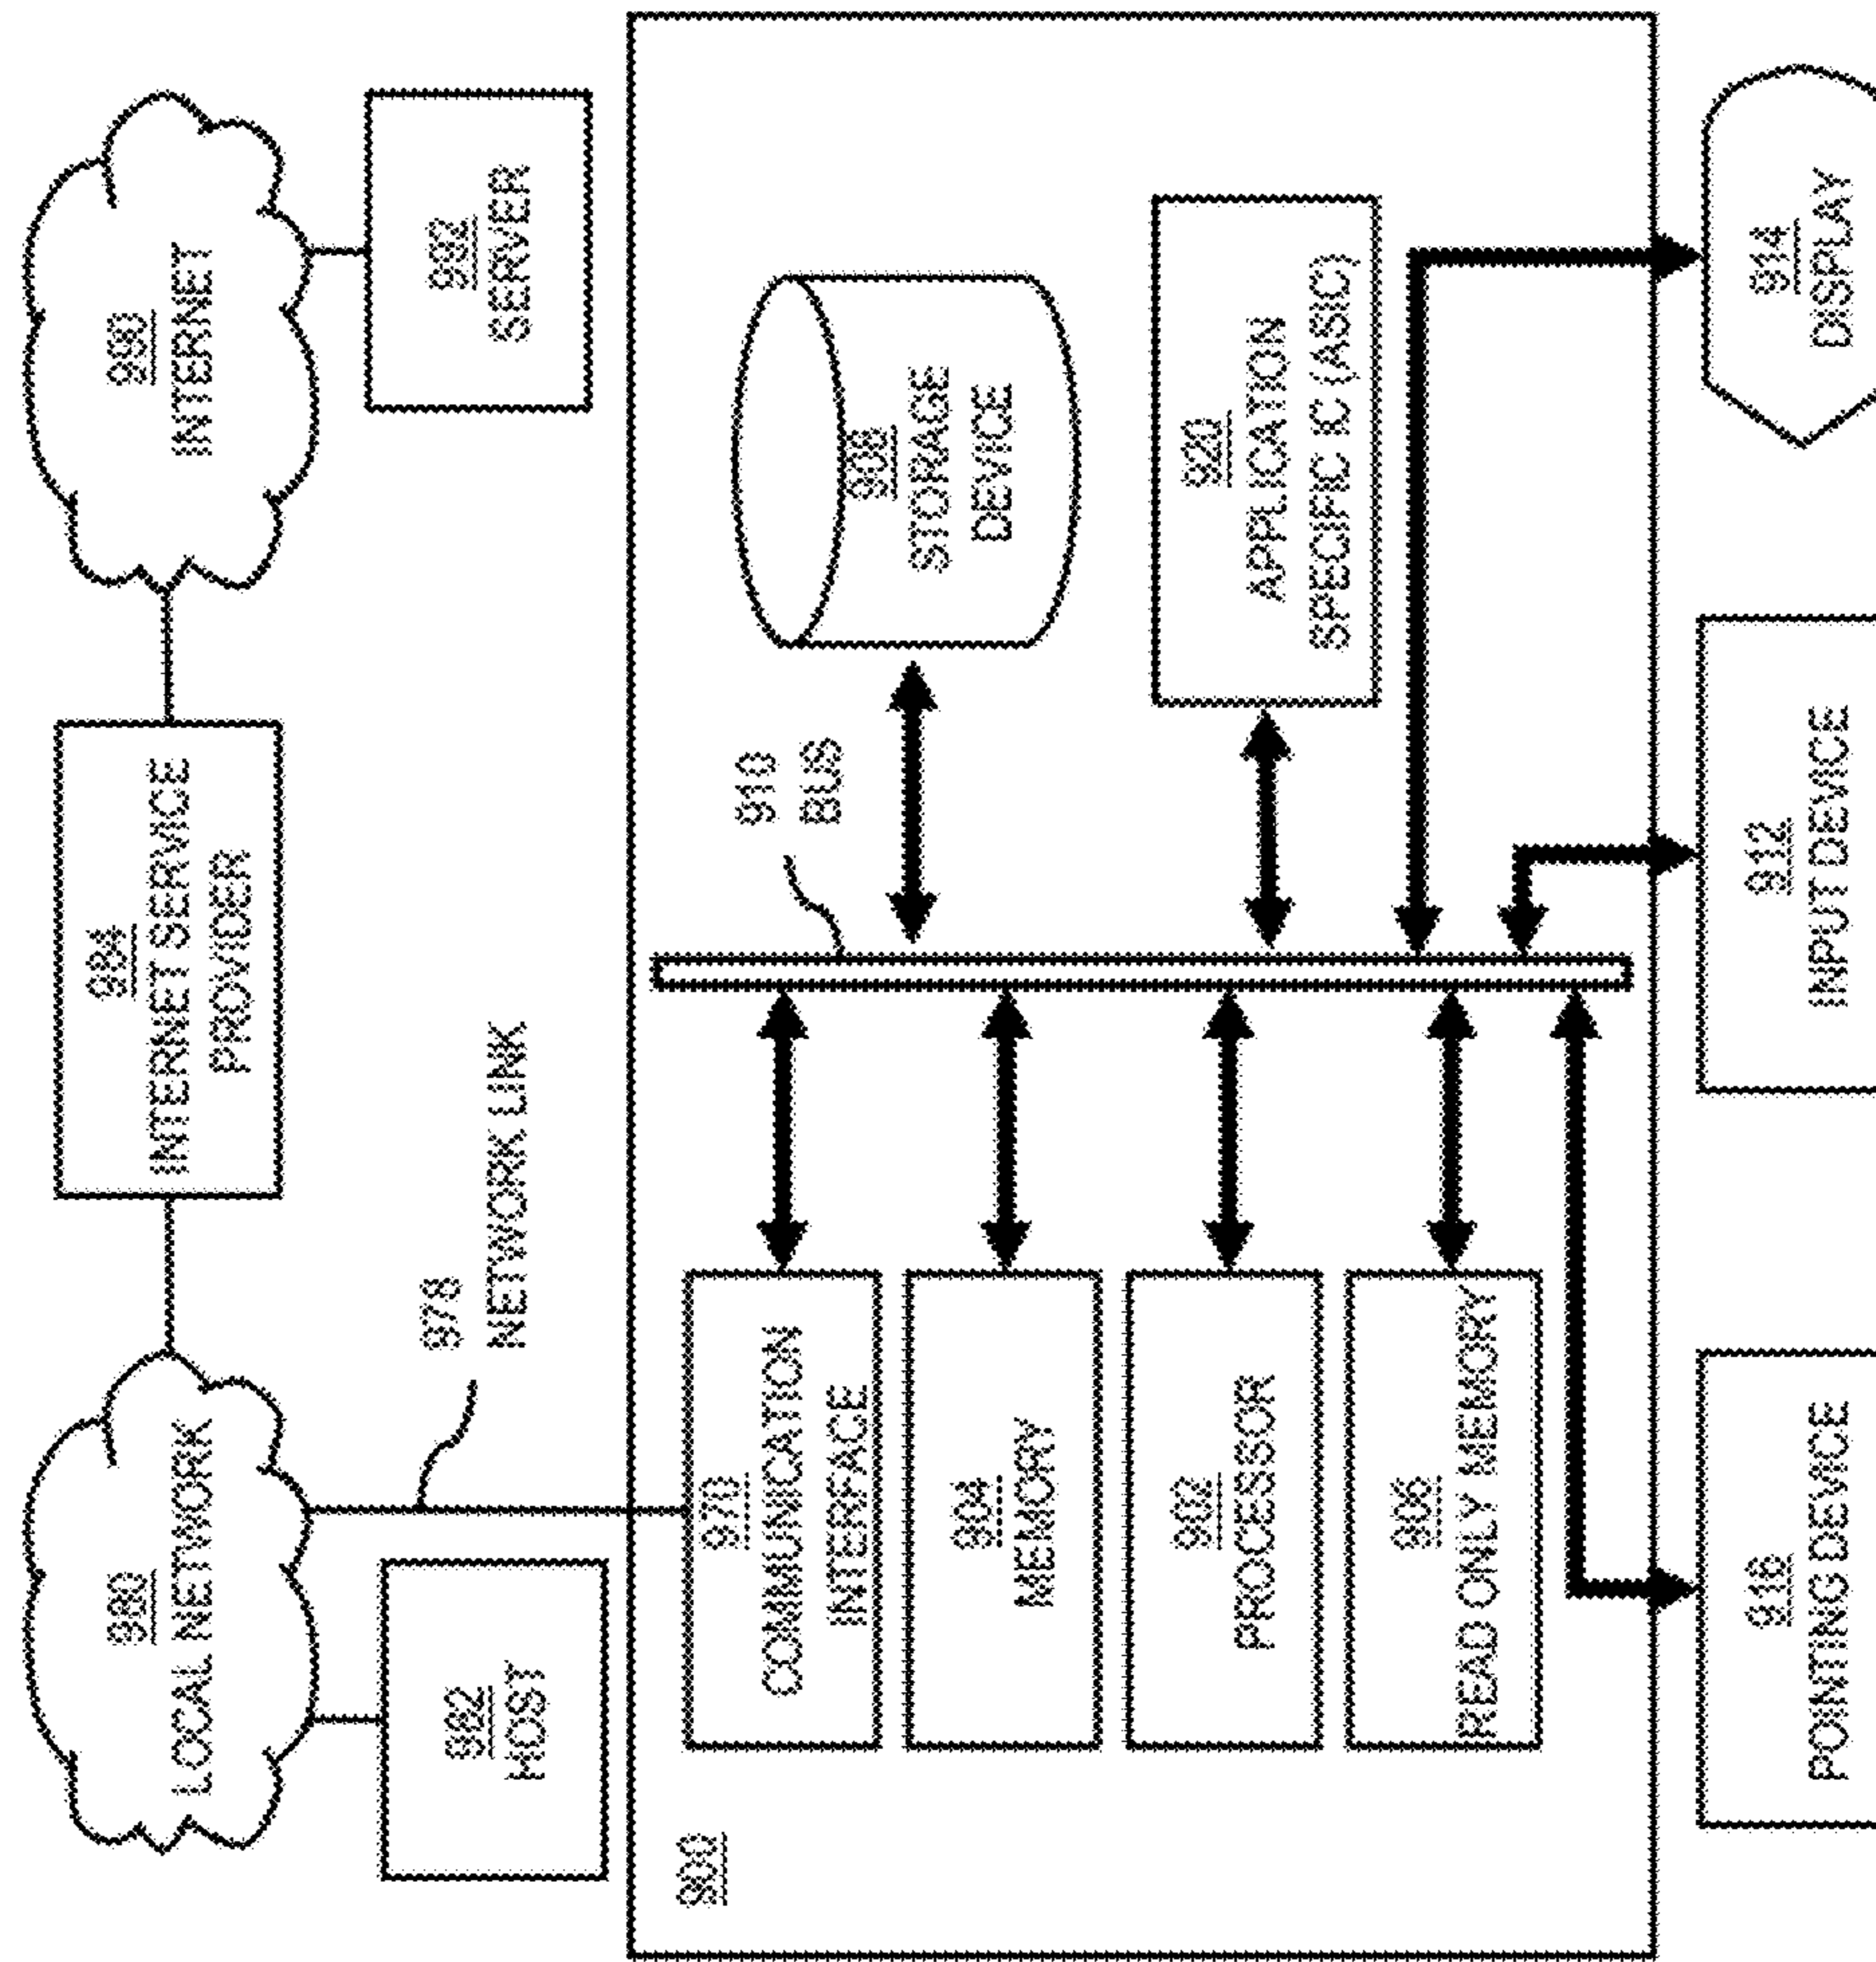 980
LOCAL NETWORK
984
INTERNET SERVICE
PROVIDER
990
INTERNET
982
HOST
978
NETWORK LINK
992
SERVER
900
970
COMMUNICATION
INTERFACE
910
BUS
908
STORAGE
DEVICE
904
MEMORY
902
PROCESSOR
920
APPLICATION
SPECIFIC IC (ASIC)
906
READ ONLY MEMORY
916
POINTING DEVICE
912
INPUT DEVICE
914
DISPLAY